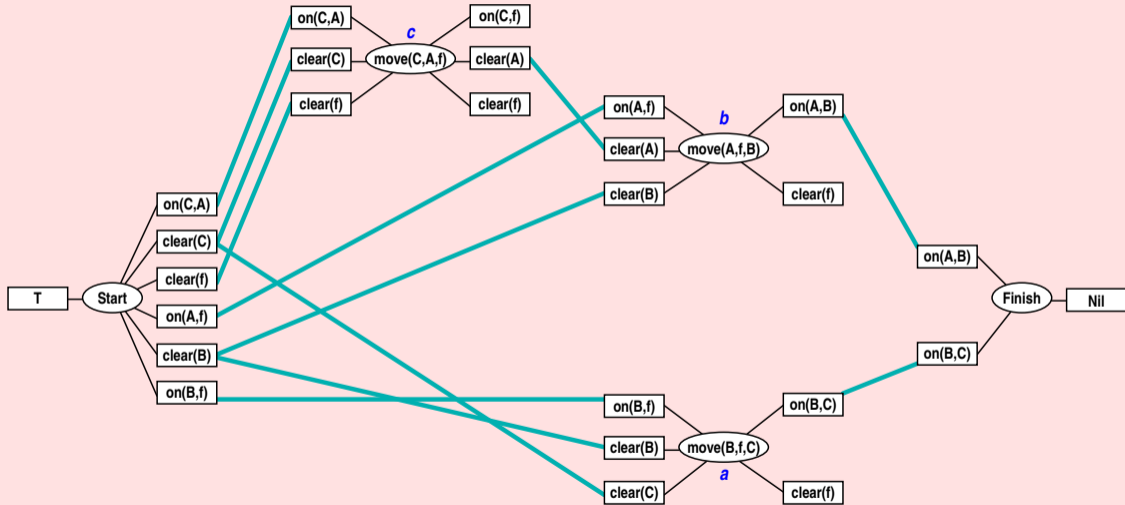 on(C,A)
clear(C)
clear(f)
c
move(C,A,f)
on(C,f)
clear(A)
clear(f)
on(A,f)
clear(A)
clear(B)
b
move(A,f,B)
on(A,B)
clear(f)
T
Start
on(C,A)
clear(C)
clear(f)
on(A,f)
clear(B)
on(B,f)
on(B,f)
clear(B)
clear(C)
move(B,f,C)
a
on(B,C)
clear(f)
on(A,B)
on(B,C)
Finish
Nil